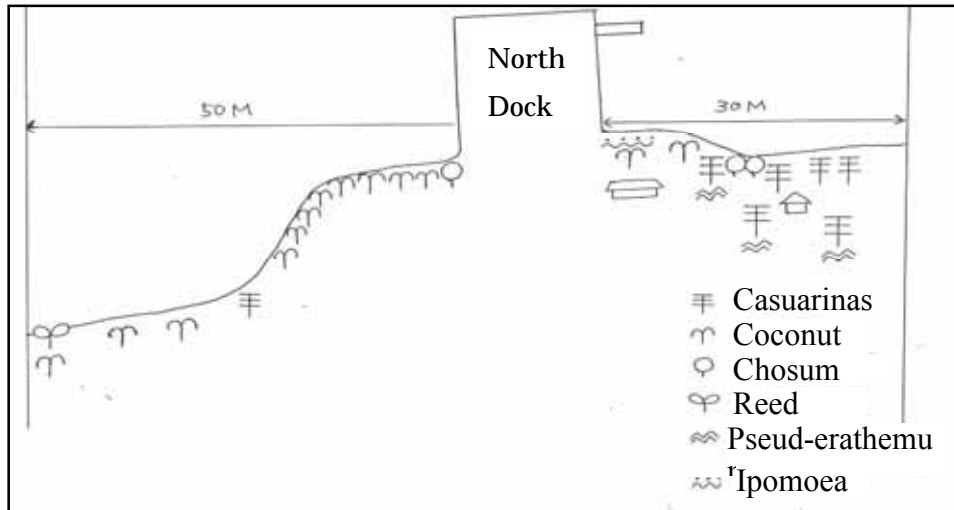 North
Dock
50 M
30 M
Casuarinas
Coconut
Chosum
Reed
Pseud-erathemu
r Ipomoea